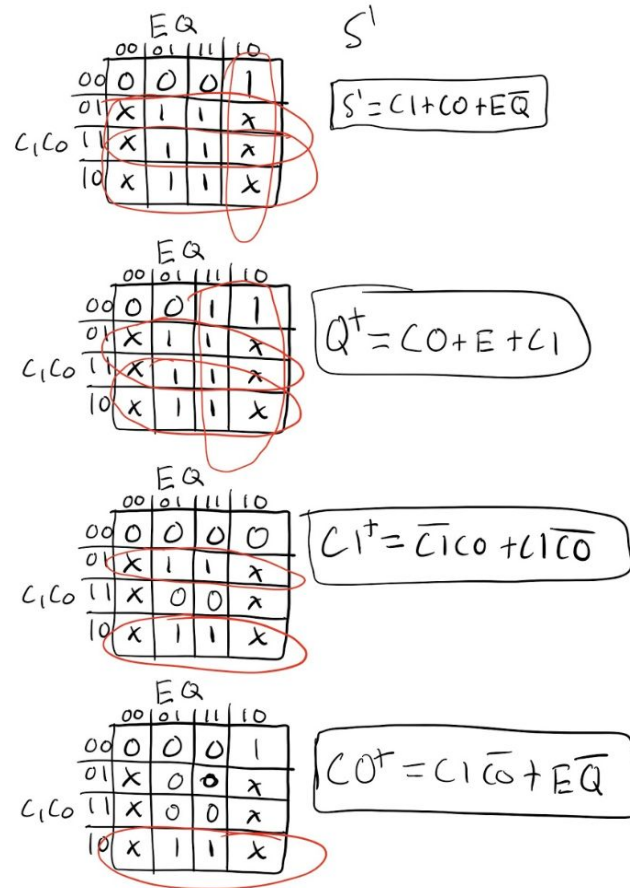 EQ
S'
00 01 11 10
00 0 0 0 1
01 x 1 1 x
C₁C₀ 11 x 1 1 x
10 x 1 1 x
S' = C1 + C0 + EQ̅
EQ
00 01 11 10
00 0 0 1 1
01 x 1 1 x
C₁C₀ 11 x 1 1 x
10 x 1 1 x
Q⁺ = C0 + E + C1
EQ
00 01 11 10
00 0 0 0 0
01 x 1 1 x
C₁C₀ 11 x 0 0 x
10 x 1 1 x
C1⁺ = C̅1̅C0 + C1C̅0̅
EQ
00 01 11 10
00 0 0 0 1
01 x 0 0 x
C₁C₀ 11 x 0 0 x
10 x 1 1 x
C0⁺ = C1 C̅0̅ + EQ̅